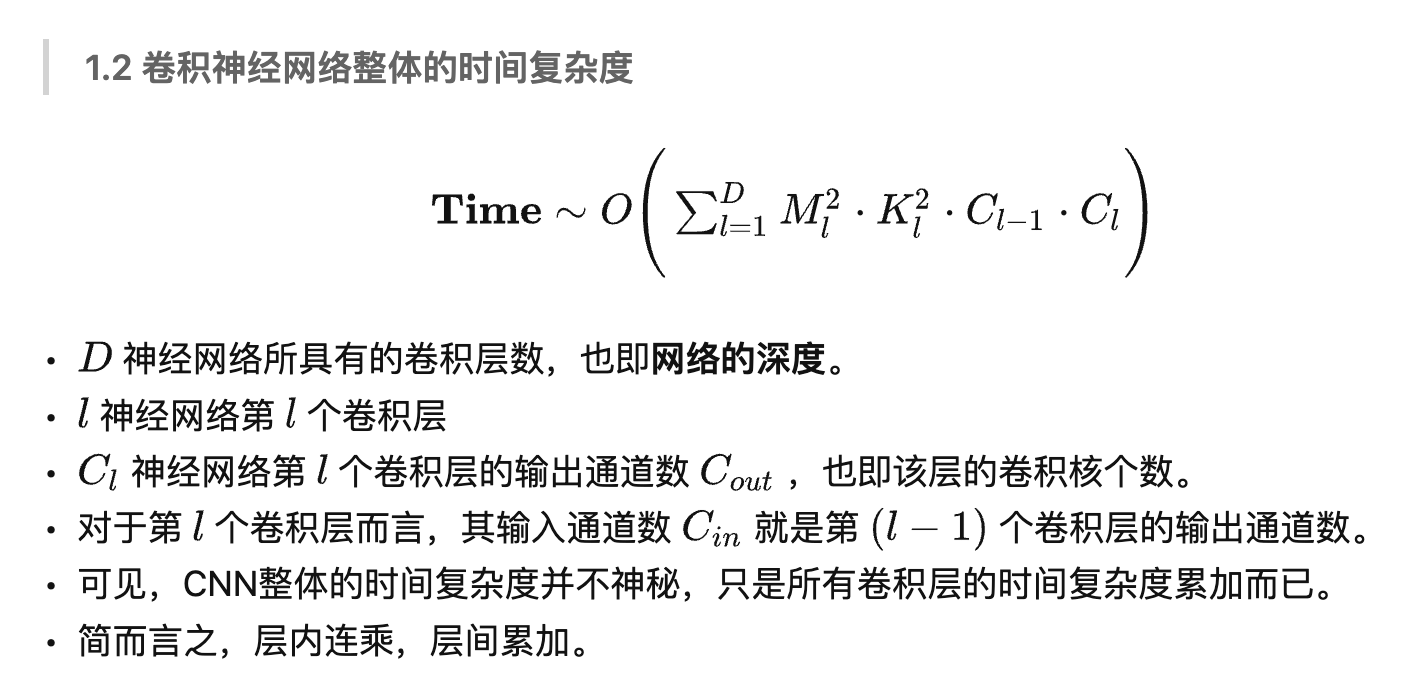 1.2 卷积神经网络整体的时间复杂度
Time ~ O( ∑_{l=1}^{D} M_l^2 · K_l^2 · C_{l−1} · C_l )
• D 神经网络所具有的卷积层数，也即网络的深度。
• l 神经网络第 l 个卷积层
• C_l 神经网络第 l 个卷积层的输出通道数 C_{out} ，也即该层的卷积核个数。
• 对于第 l 个卷积层而言，其输入通道数 C_{in} 就是第 (l − 1) 个卷积层的输出通道数。
• 可见，CNN整体的时间复杂度并不神秘，只是所有卷积层的时间复杂度累加而已。
• 简而言之，层内连乘，层间累加。